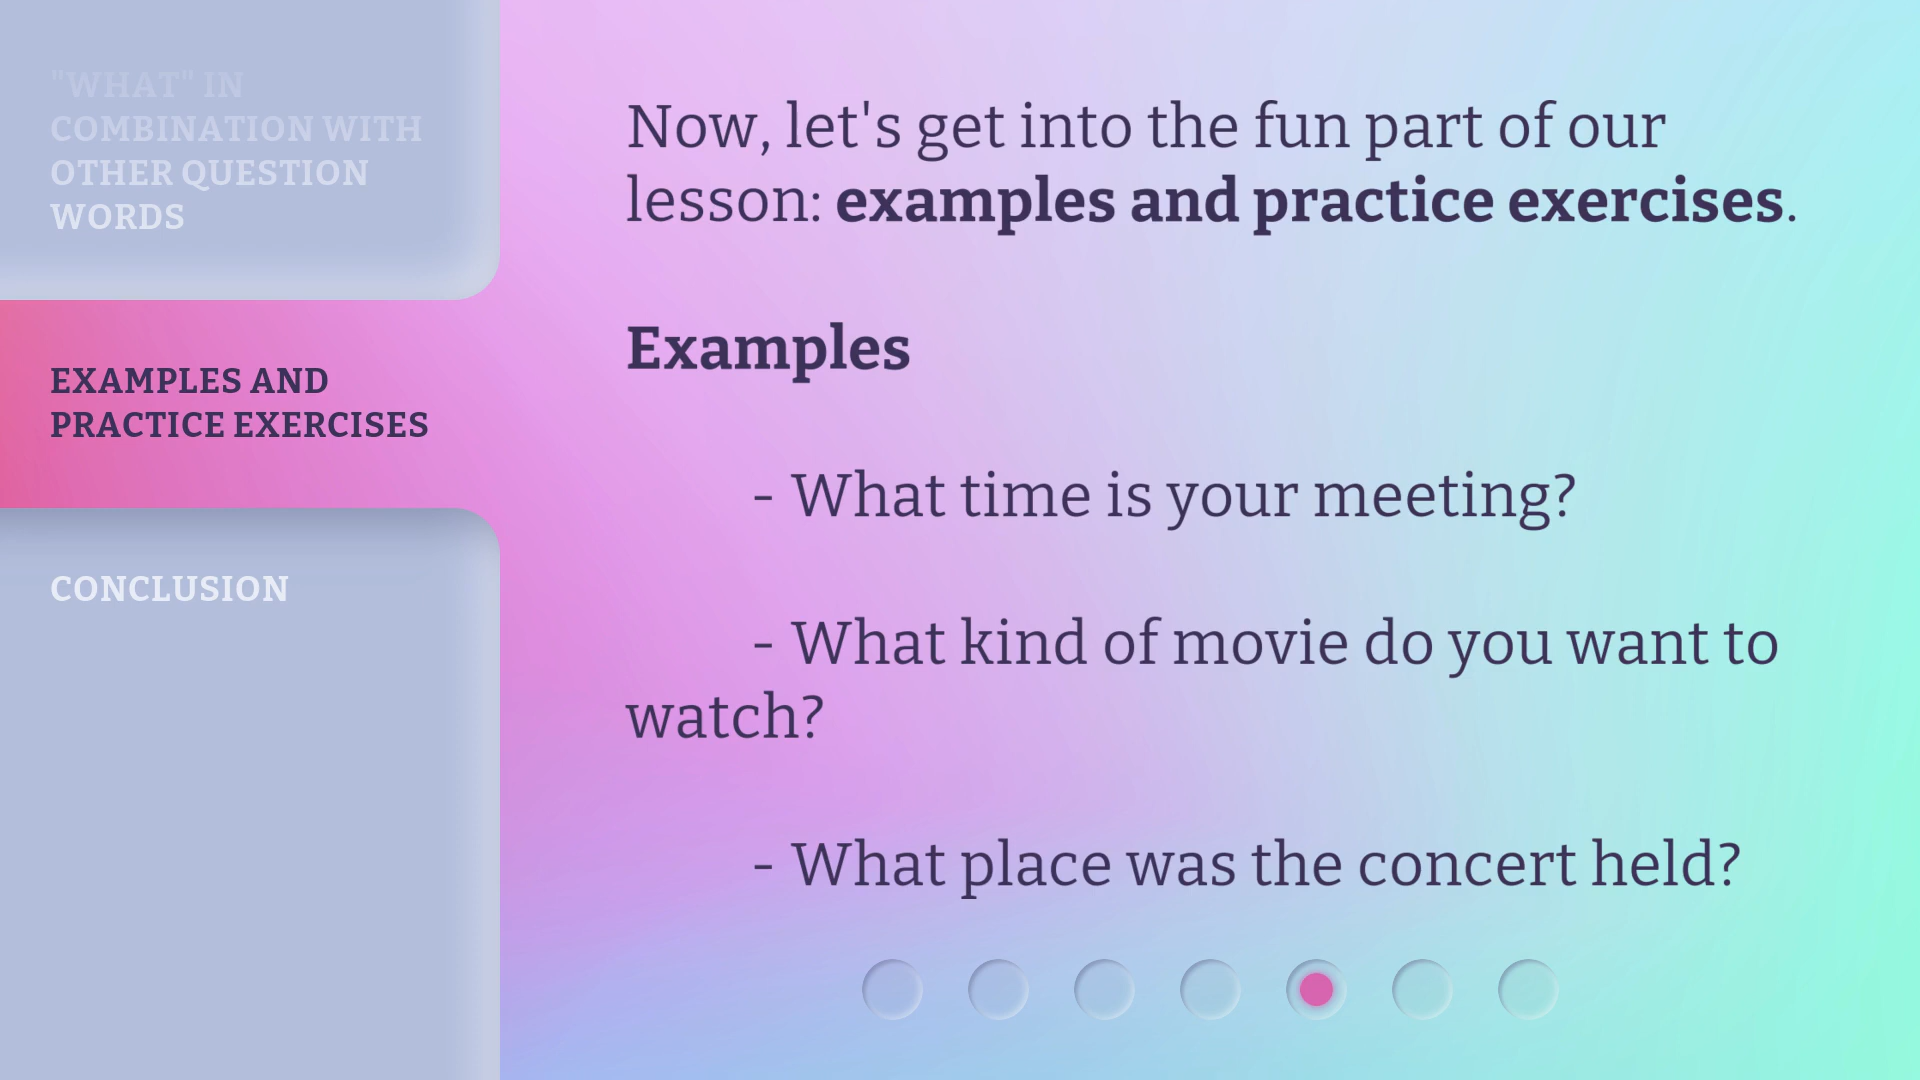 "WHAT" IN
COMBINATION WITH
OTHER QUESTION
WORDS
EXAMPLES AND
PRACTICE EXERCISES
CONCLUSION
Now, let's get into the fun part of our
lesson: examples and practice exercises.
Examples
- What time is your meeting?
- What kind of movie do you want to
watch?
- What place was the concert held?